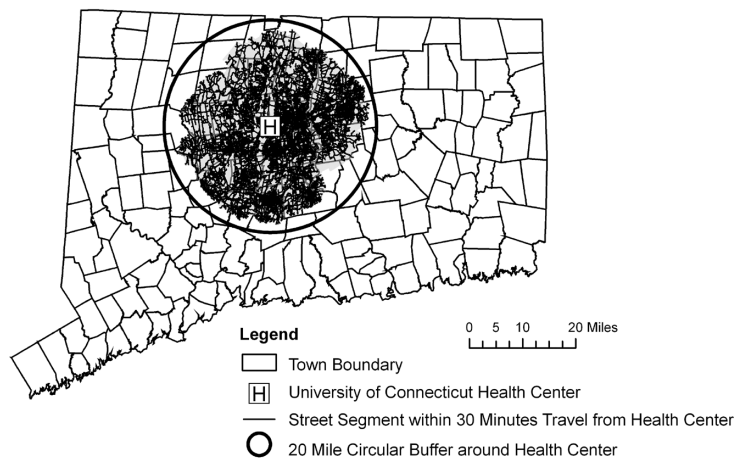 H
Legend
0 5 10 20 Miles
Town Boundary
H University of Connecticut Health Center
Street Segment within 30 Minutes Travel from Health Center
20 Mile Circular Buffer around Health Center